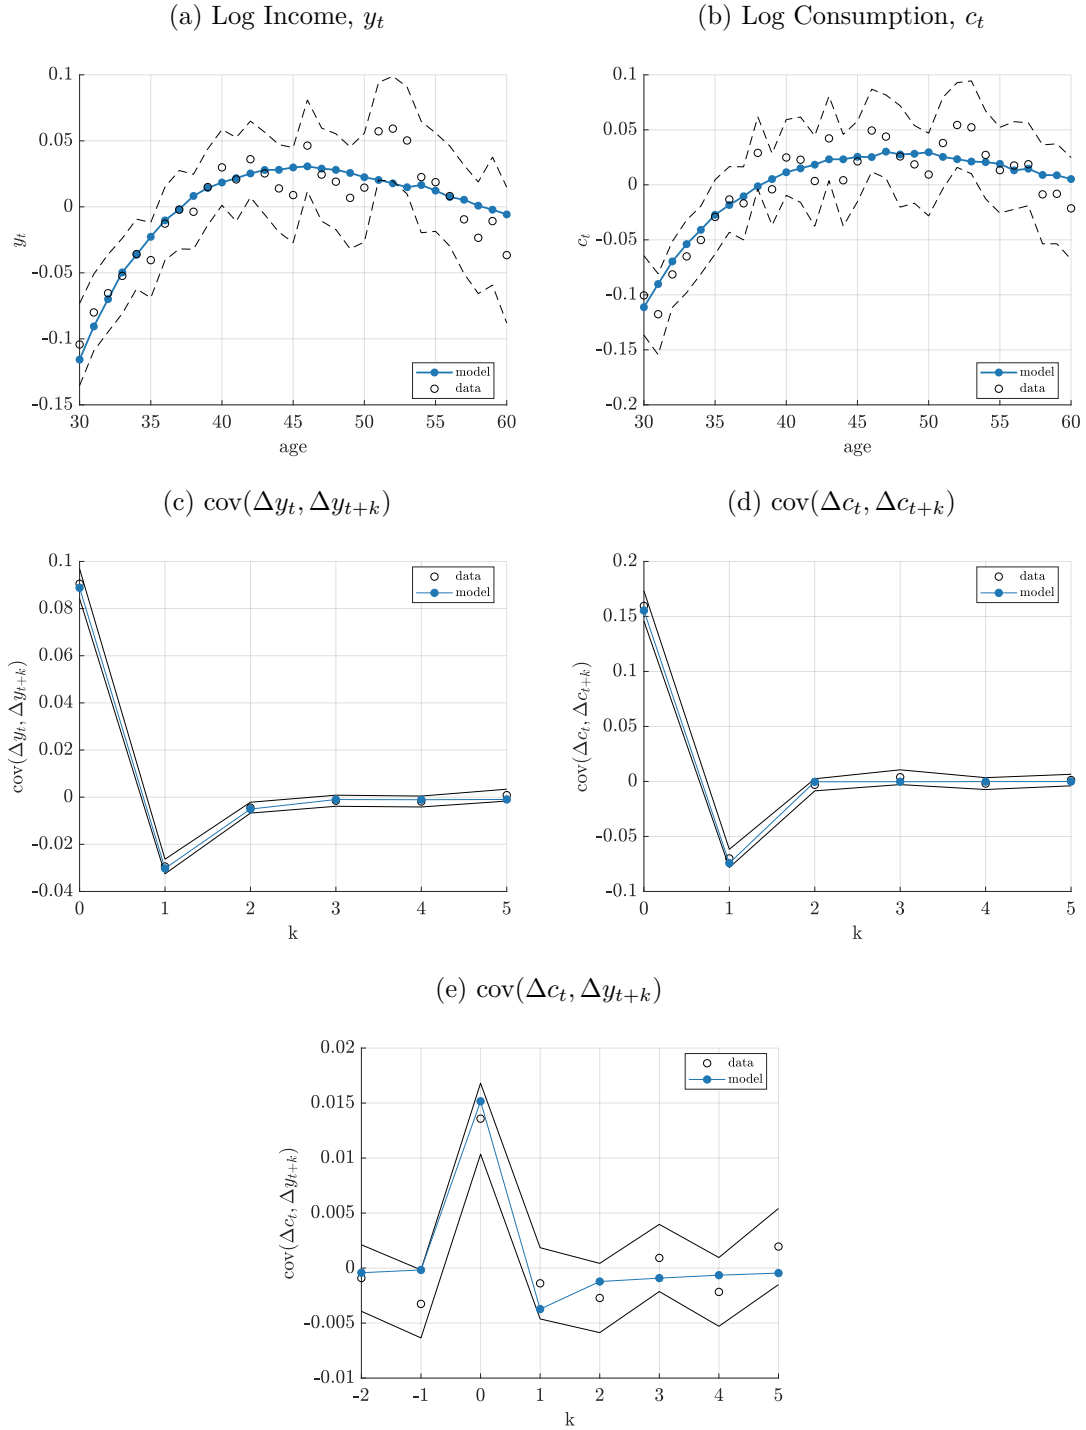 (a) Log Income, y_t
(b) Log Consumption, c_t
0.1
0.05
0
-0.05
-0.1
-0.15
y_t
30 35 40 45 50 55 60
age
model
data
0.1
0.05
0
-0.05
-0.1
-0.15
-0.2
c_t
30 35 40 45 50 55 60
age
model
data
(c) cov(Δy_t, Δy_{t+k})
(d) cov(Δc_t, Δc_{t+k})
0.1
0.08
0.06
0.04
0.02
0
-0.02
-0.04
cov(Δy_t, Δy_{t+k})
0 1 2 3 4 5
k
data
model
0.2
0.15
0.1
0.05
0
-0.05
-0.1
cov(Δc_t, Δc_{t+k})
0 1 2 3 4 5
k
data
model
(e) cov(Δc_t, Δy_{t+k})
0.02
0.015
0.01
0.005
0
-0.005
-0.01
cov(Δc_t, Δy_{t+k})
-2 -1 0 1 2 3 4 5
k
data
model